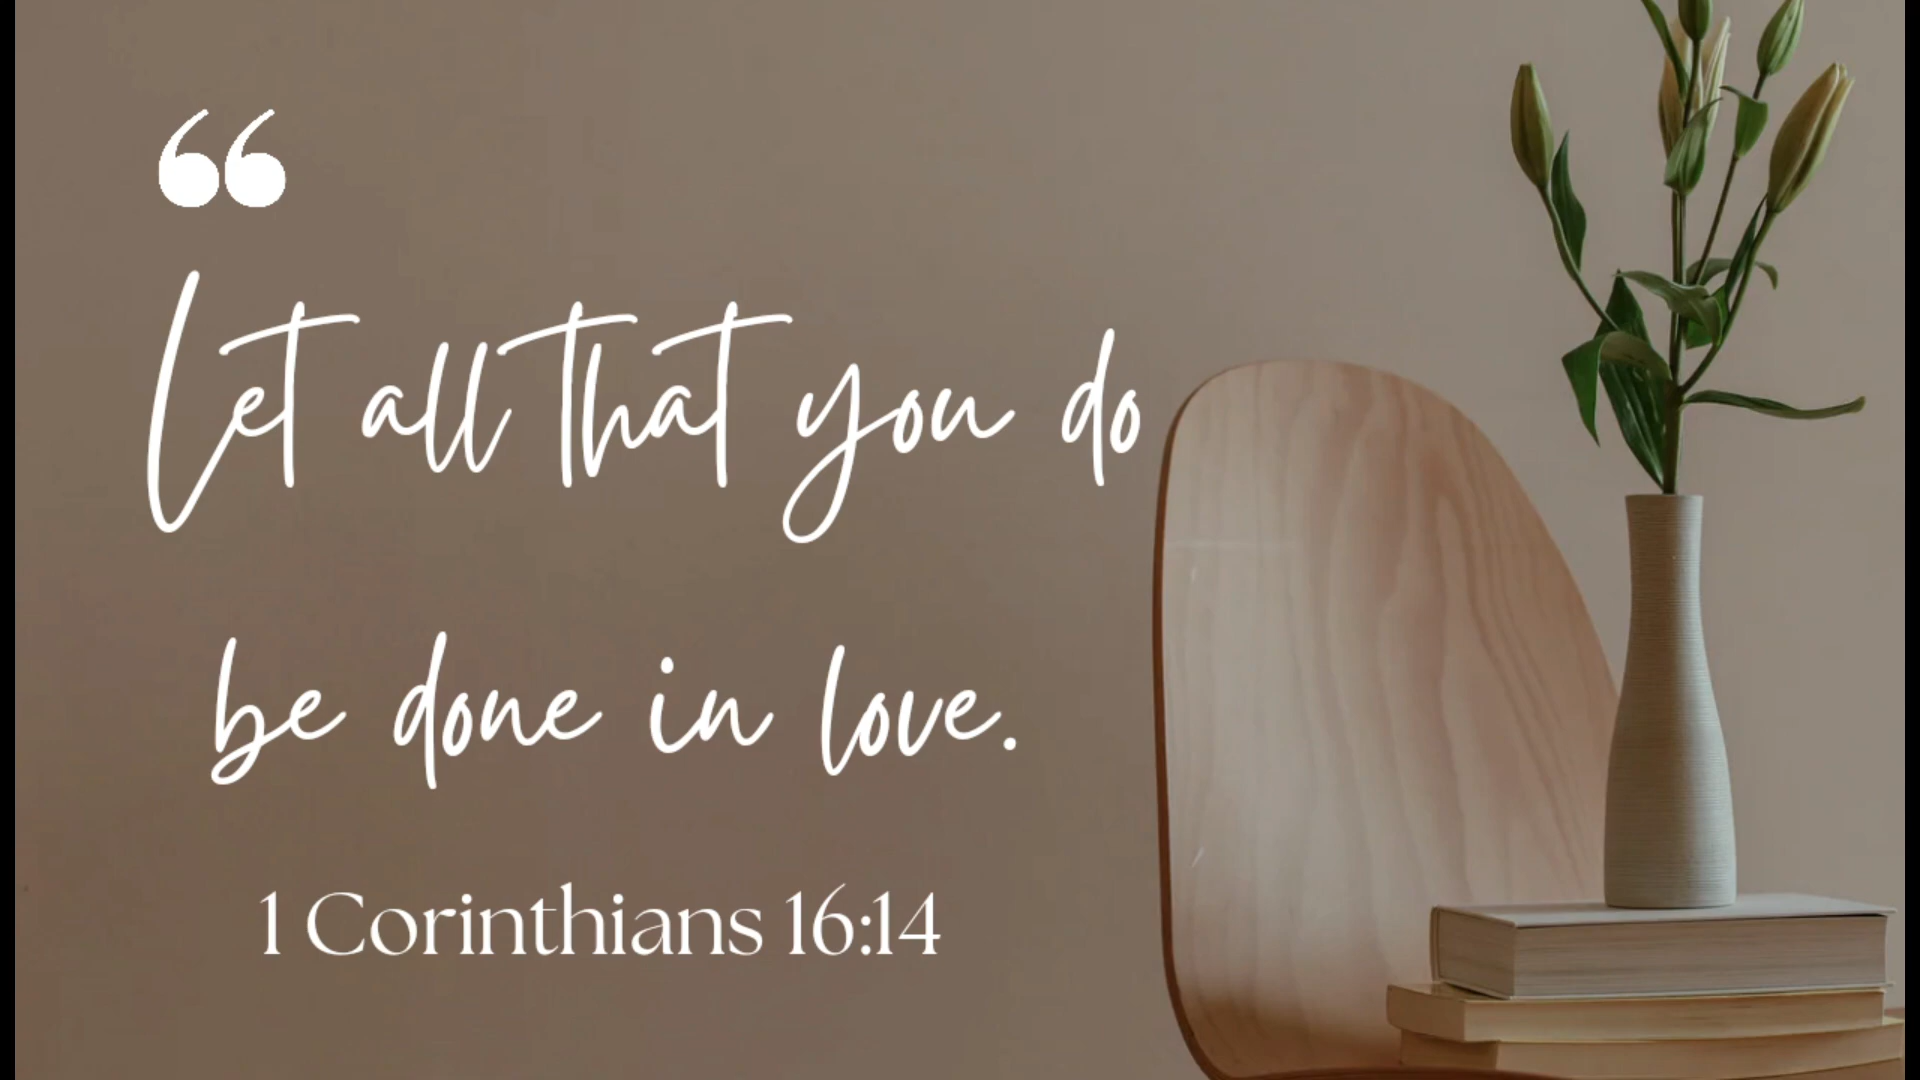 “
Let all that you do
be done in love.
1 Corinthians 16:14